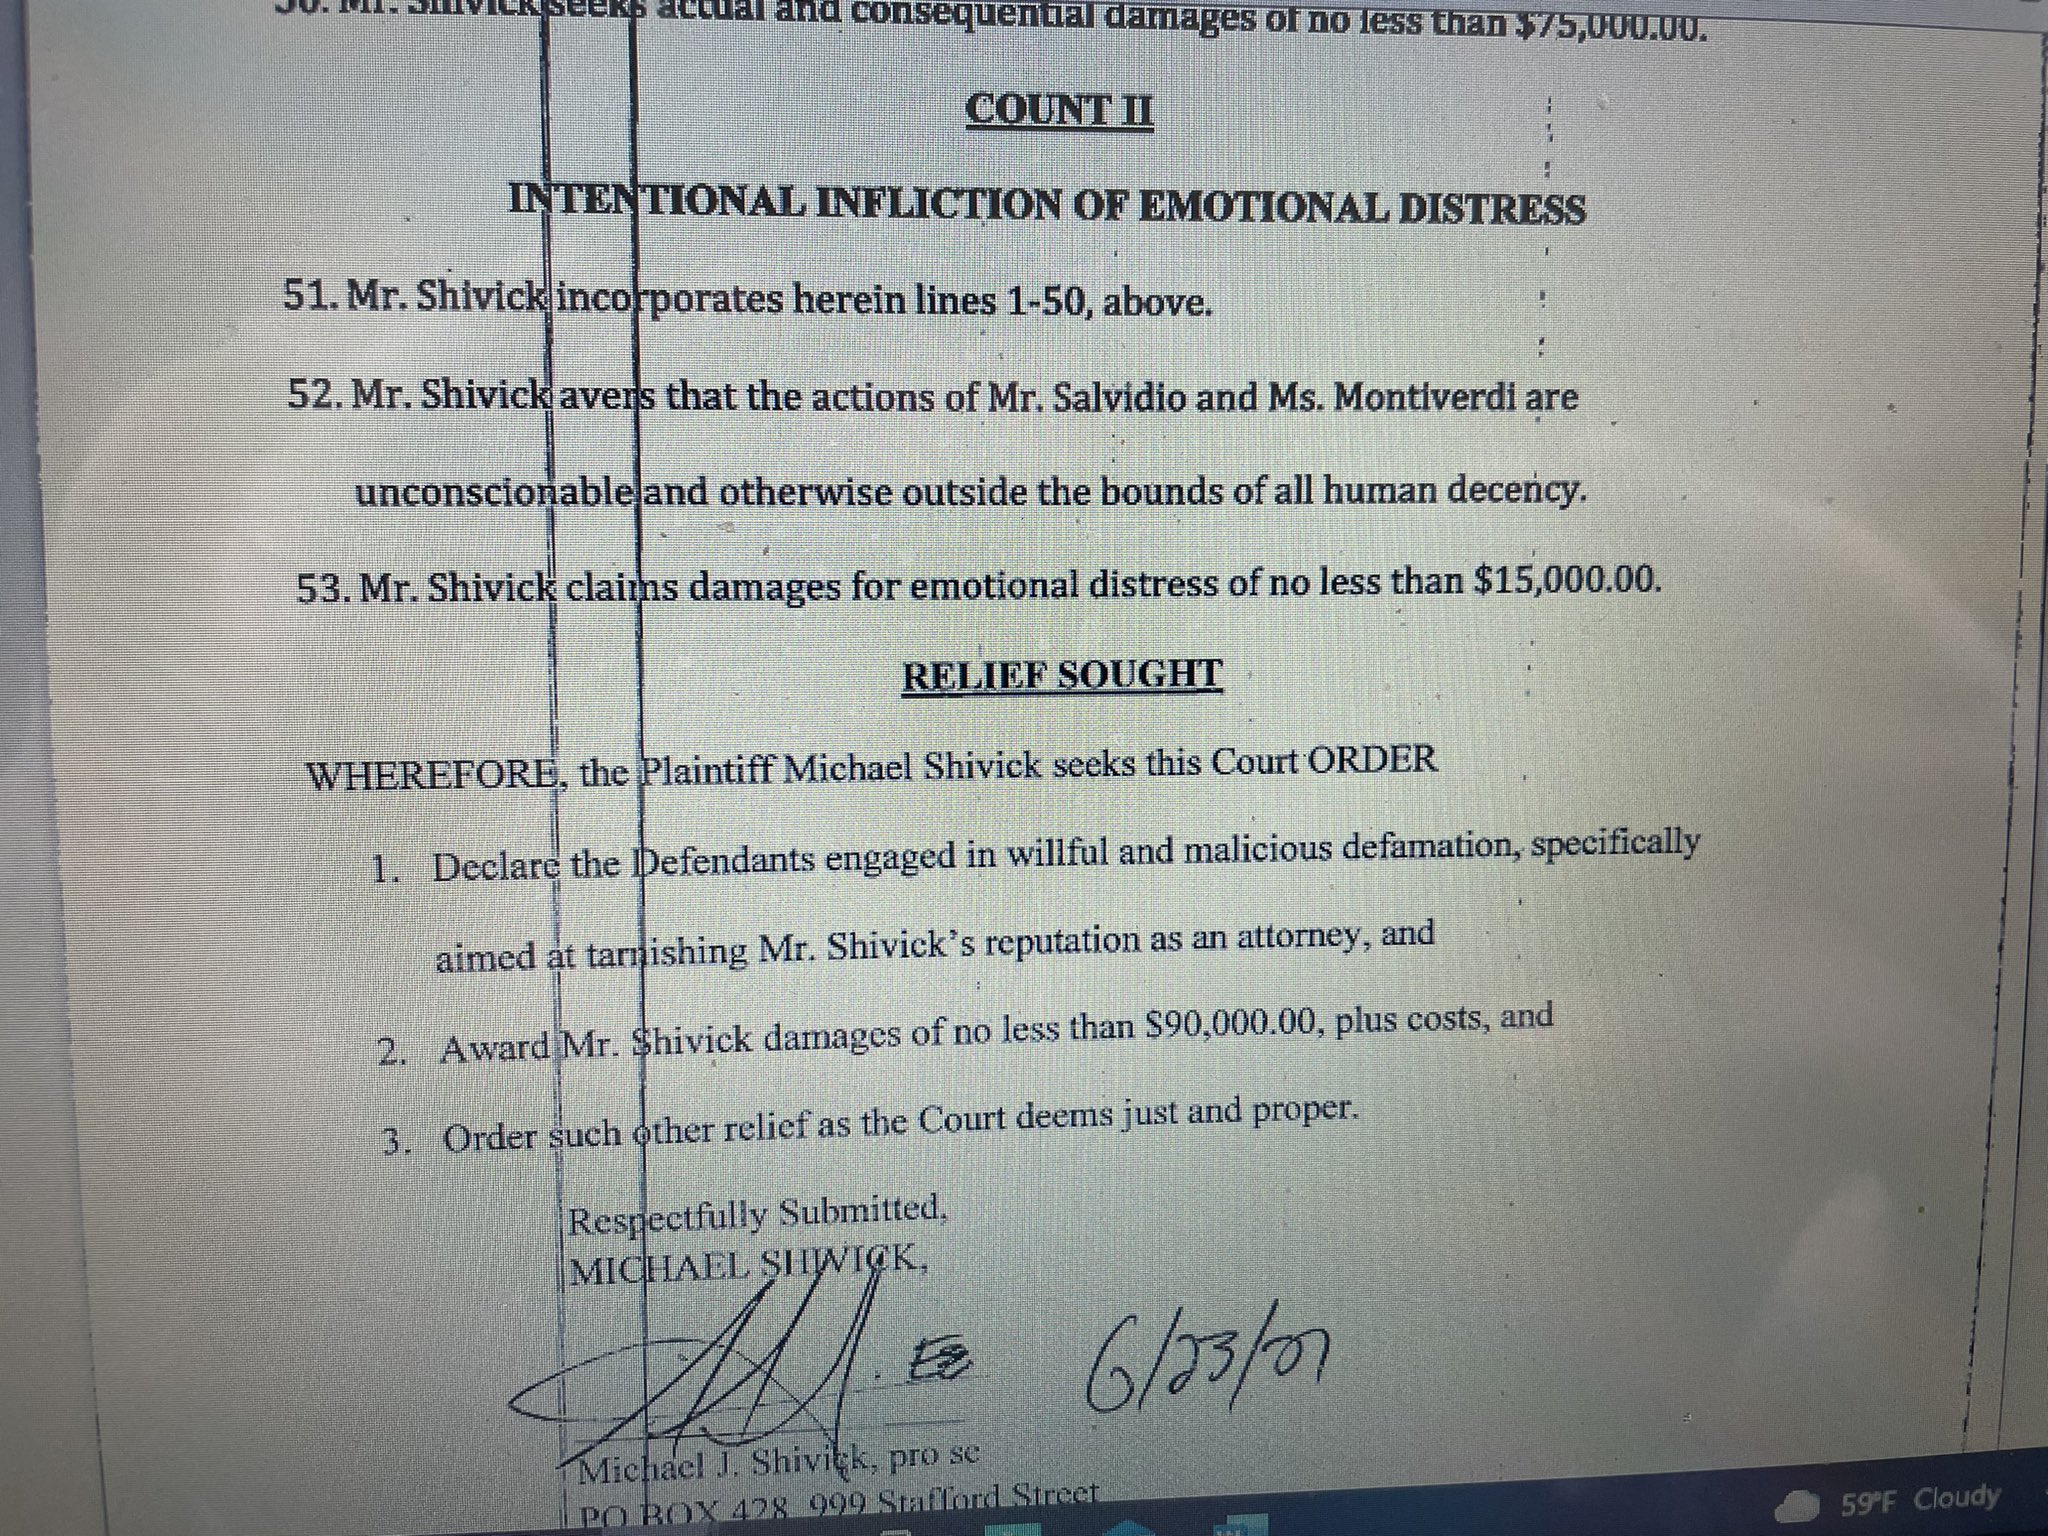 50. Mr. Shivick seeks actual and consequential damages of no less than $75,000.00.
COUNT II
INTENTIONAL INFLICTION OF EMOTIONAL DISTRESS
51. Mr. Shivick incorporates herein lines 1-50, above.
52. Mr. Shivick avers that the actions of Mr. Salvidio and Ms. Montiverdi are
unconscionable and otherwise outside the bounds of all human decency.
53. Mr. Shivick claims damages for emotional distress of no less than $15,000.00.
RELIEF SOUGHT
WHEREFORE, the Plaintiff Michael Shivick seeks this Court ORDER
1. Declare the Defendants engaged in willful and malicious defamation, specifically
aimed at tarnishing Mr. Shivick's reputation as an attorney, and
2. Award Mr. Shivick damages of no less than $90,000.00, plus costs, and
3. Order such other relief as the Court deems just and proper.
Respectfully Submitted,
MICHAEL SHIVICK,
6/23/07
Michael J. Shivick, pro se
PO BOX 428 999 Stafford Street
59°F Cloudy